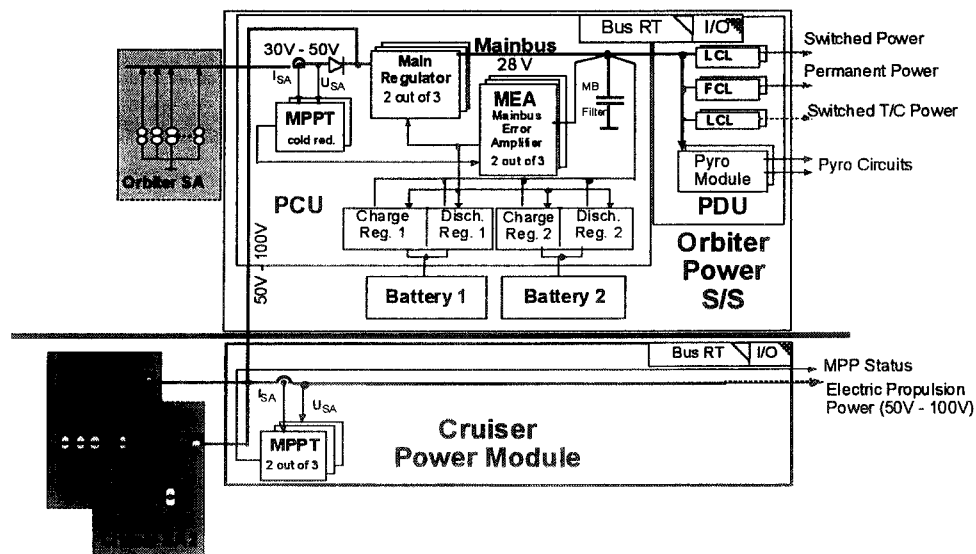 Bus RT
I/O
30V - 50V
Mainbus
28 V
I_SA
U_SA
Main
Regulator
2 out of 3
MPPT
cold red.
MEA
Mainbus
Error
Amplifier
2 out of 3
MB
Filter
LCL
Switched Power
FCL
Permanent Power
LCL
Switched T/C Power
Pyro
Module
Pyro Circuits
PDU
Orbiter SA
PCU
Charge
Reg. 1
Disch.
Reg. 1
Charge
Reg. 2
Disch.
Reg. 2
Battery 1
Battery 2
Orbiter
Power
S/S
50V - 100V
Bus RT
I/O
MPP Status
Electric Propulsion
Power (50V - 100V)
I_SA
U_SA
MPPT
2 out of 3
Cruiser
Power Module